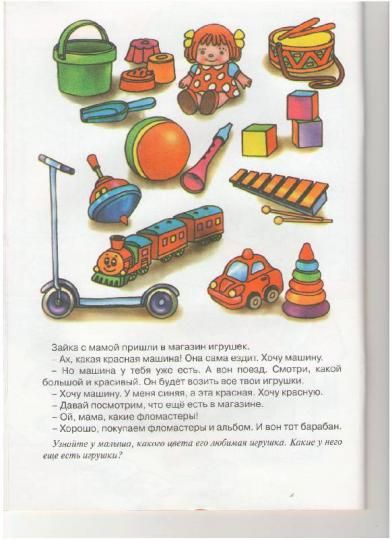 Зайка с мамой пришли в магазин игрушек.
– Ах, какая красная машина! Она сама ездит. Хочу машину.
– Но машина у тебя уже есть. А вон поезд. Смотри, какой
большой и красивый. Он будет возить все твои игрушки.
– Хочу машину. У меня синяя, а эта красная. Хочу красную.
– Давай посмотрим, что ещё есть в магазине.
– Ой, мама, какие фломастеры!
– Хорошо, покупаем фломастеры и альбом. И вон тот барабан.
Узнайте у малыша, какого цвета его любимая игрушка. Какие у него
еще есть игрушки?